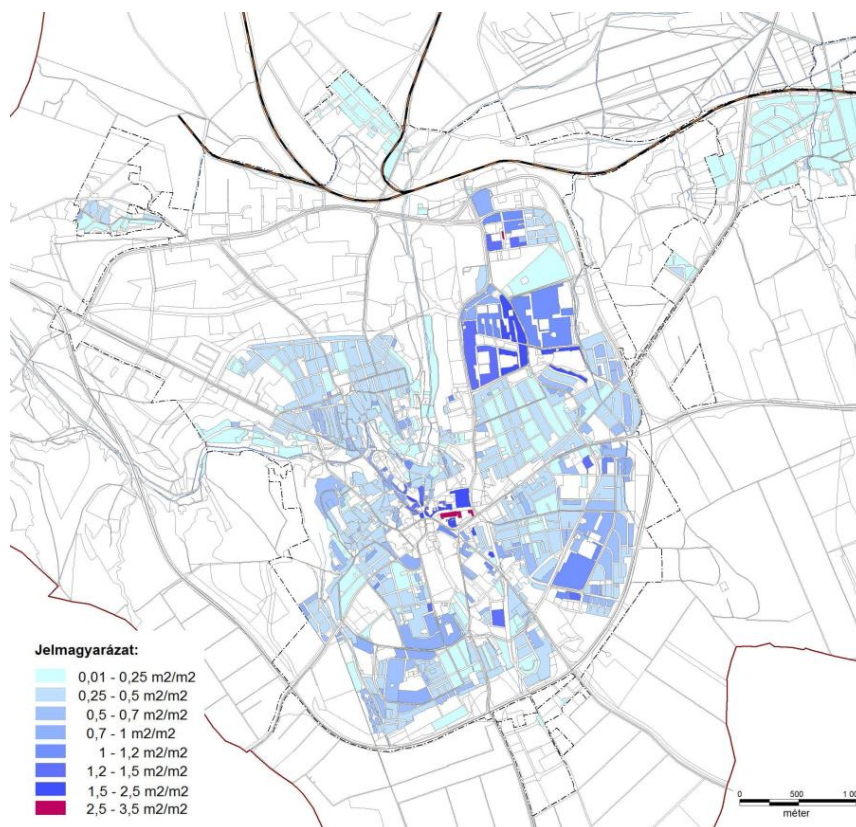 Jelmagyarázat:
0,01 - 0,25 m2/m2
0,25 - 0,5 m2/m2
0,5 - 0,7 m2/m2
0,7 - 1 m2/m2
1 - 1,2 m2/m2
1,2 - 1,5 m2/m2
1,5 - 2,5 m2/m2
2,5 - 3,5 m2/m2
0 500 1 00
méter